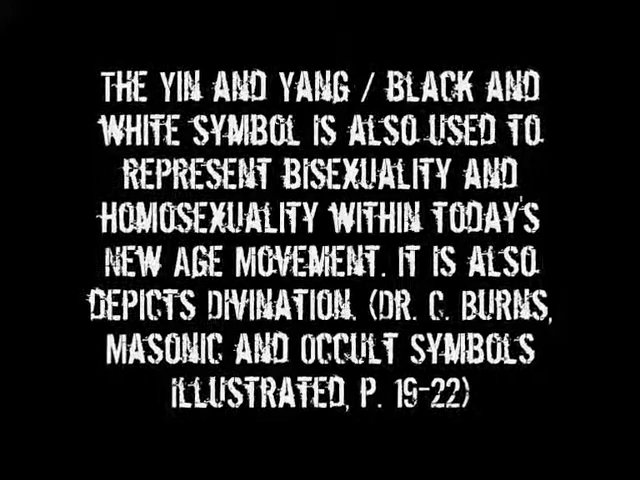 THE YIN AND YANG / BLACK AND
WHITE SYMBOL IS ALSO USED TO
REPRESENT BISEXUALITY AND
HOMOSEXUALITY WITHIN TODAY'S
NEW AGE MOVEMENT. IT IS ALSO
DEPICTS DIVINATION. (DR. C. BURNS,
MASONIC AND OCCULT SYMBOLS
ILLUSTRATED, P. 19-22)